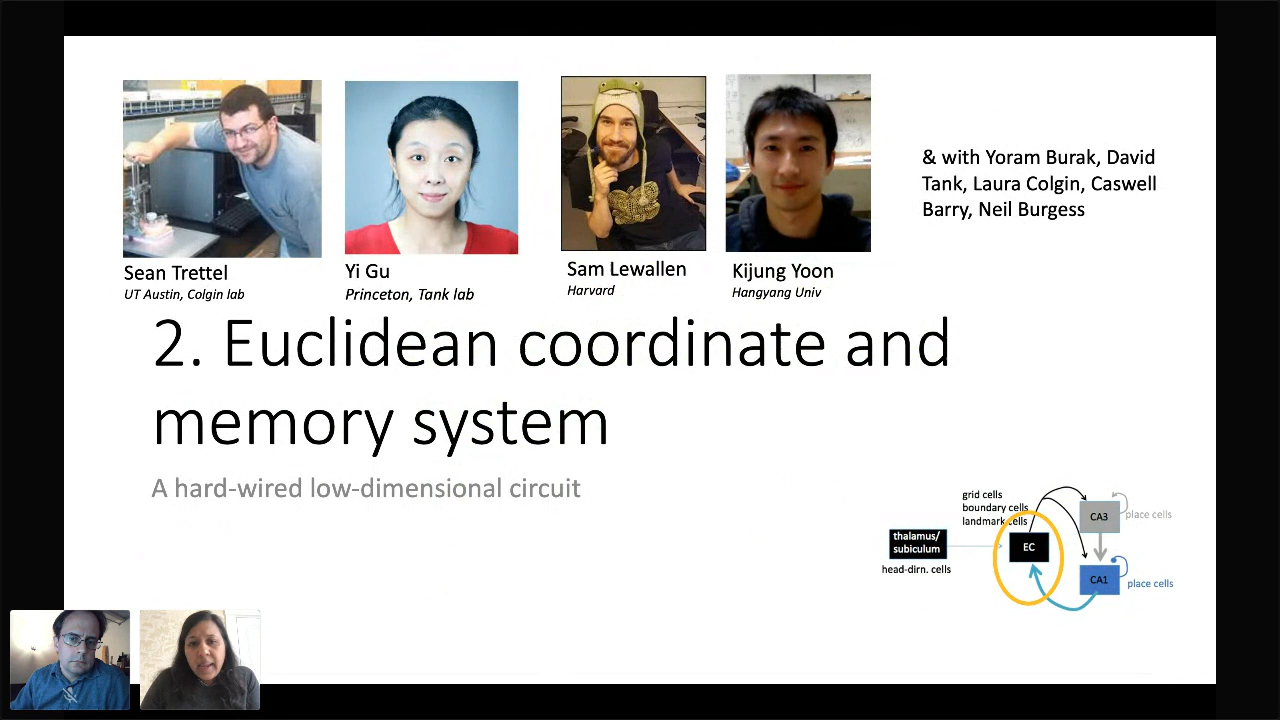 & with Yoram Burak, David
Tank, Laura Colgin, Caswell
Barry, Neil Burgess
Sean Trettel
UT Austin, Colgin lab
Yi Gu
Princeton, Tank lab
Sam Lewallen
Harvard
Kijung Yoon
Hangyang Univ
2. Euclidean coordinate and
memory system
A hard-wired low-dimensional circuit
grid cells
boundary cells
landmark cells
thalamus/
subiculum
head-dirn. cells
EC
CA3
place cells
CA1
place cells